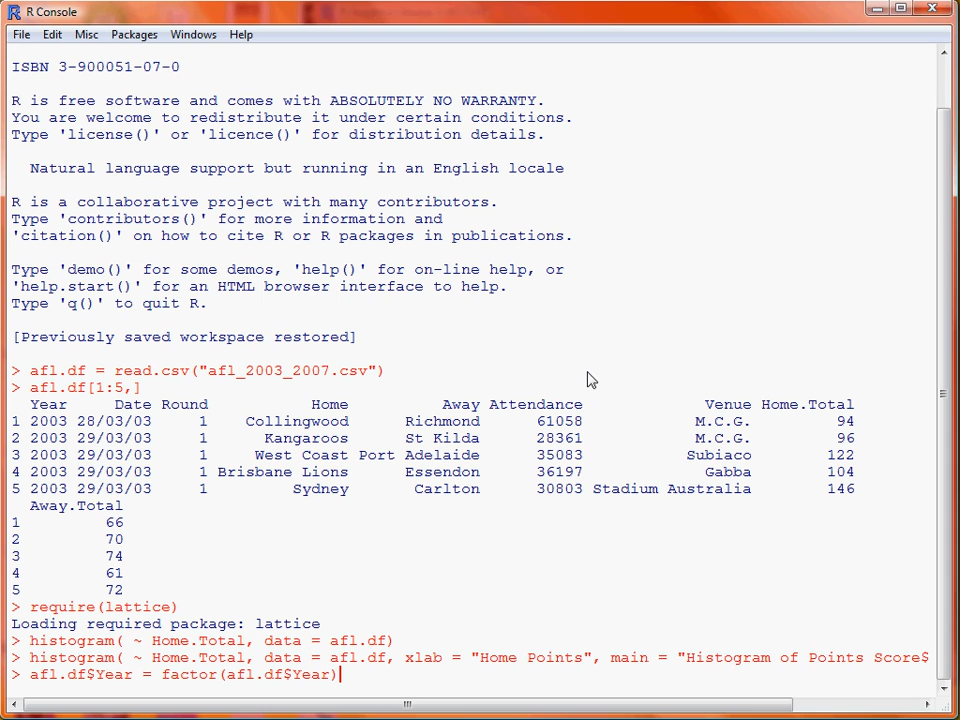 R Console
File Edit Misc Packages Windows Help
ISBN 3-900051-07-0
R is free software and comes with ABSOLUTELY NO WARRANTY.
You are welcome to redistribute it under certain conditions.
Type 'license()' or 'licence()' for distribution details.
Natural language support but running in an English locale
R is a collaborative project with many contributors.
Type 'contributors()' for more information and
'citation()' on how to cite R or R packages in publications.
Type 'demo()' for some demos, 'help()' for on-line help, or
'help.start()' for an HTML browser interface to help.
Type 'q()' to quit R.
[Previously saved workspace restored]
> afl.df = read.csv("afl_2003_2007.csv")
> afl.df[1:5,]
Year Date Round Home Away Attendance Venue Home.Total
1 2003 28/03/03 1 Collingwood Richmond 61058 M.C.G. 94
2 2003 29/03/03 1 Kangaroos St Kilda 28361 M.C.G. 96
3 2003 29/03/03 1 West Coast Port Adelaide 35083 Subiaco 122
4 2003 29/03/03 1 Brisbane Lions Essendon 36197 Gabba 104
5 2003 29/03/03 1 Sydney Carlton 30803 Stadium Australia 146
Away.Total
1 66
2 70
3 74
4 61
5 72
> require(lattice)
Loading required package: lattice
> histogram( ~ Home.Total, data = afl.df)
> histogram( ~ Home.Total, data = afl.df, xlab = "Home Points", main = "Histogram of Points Score$
> afl.df$Year = factor(afl.df$Year)